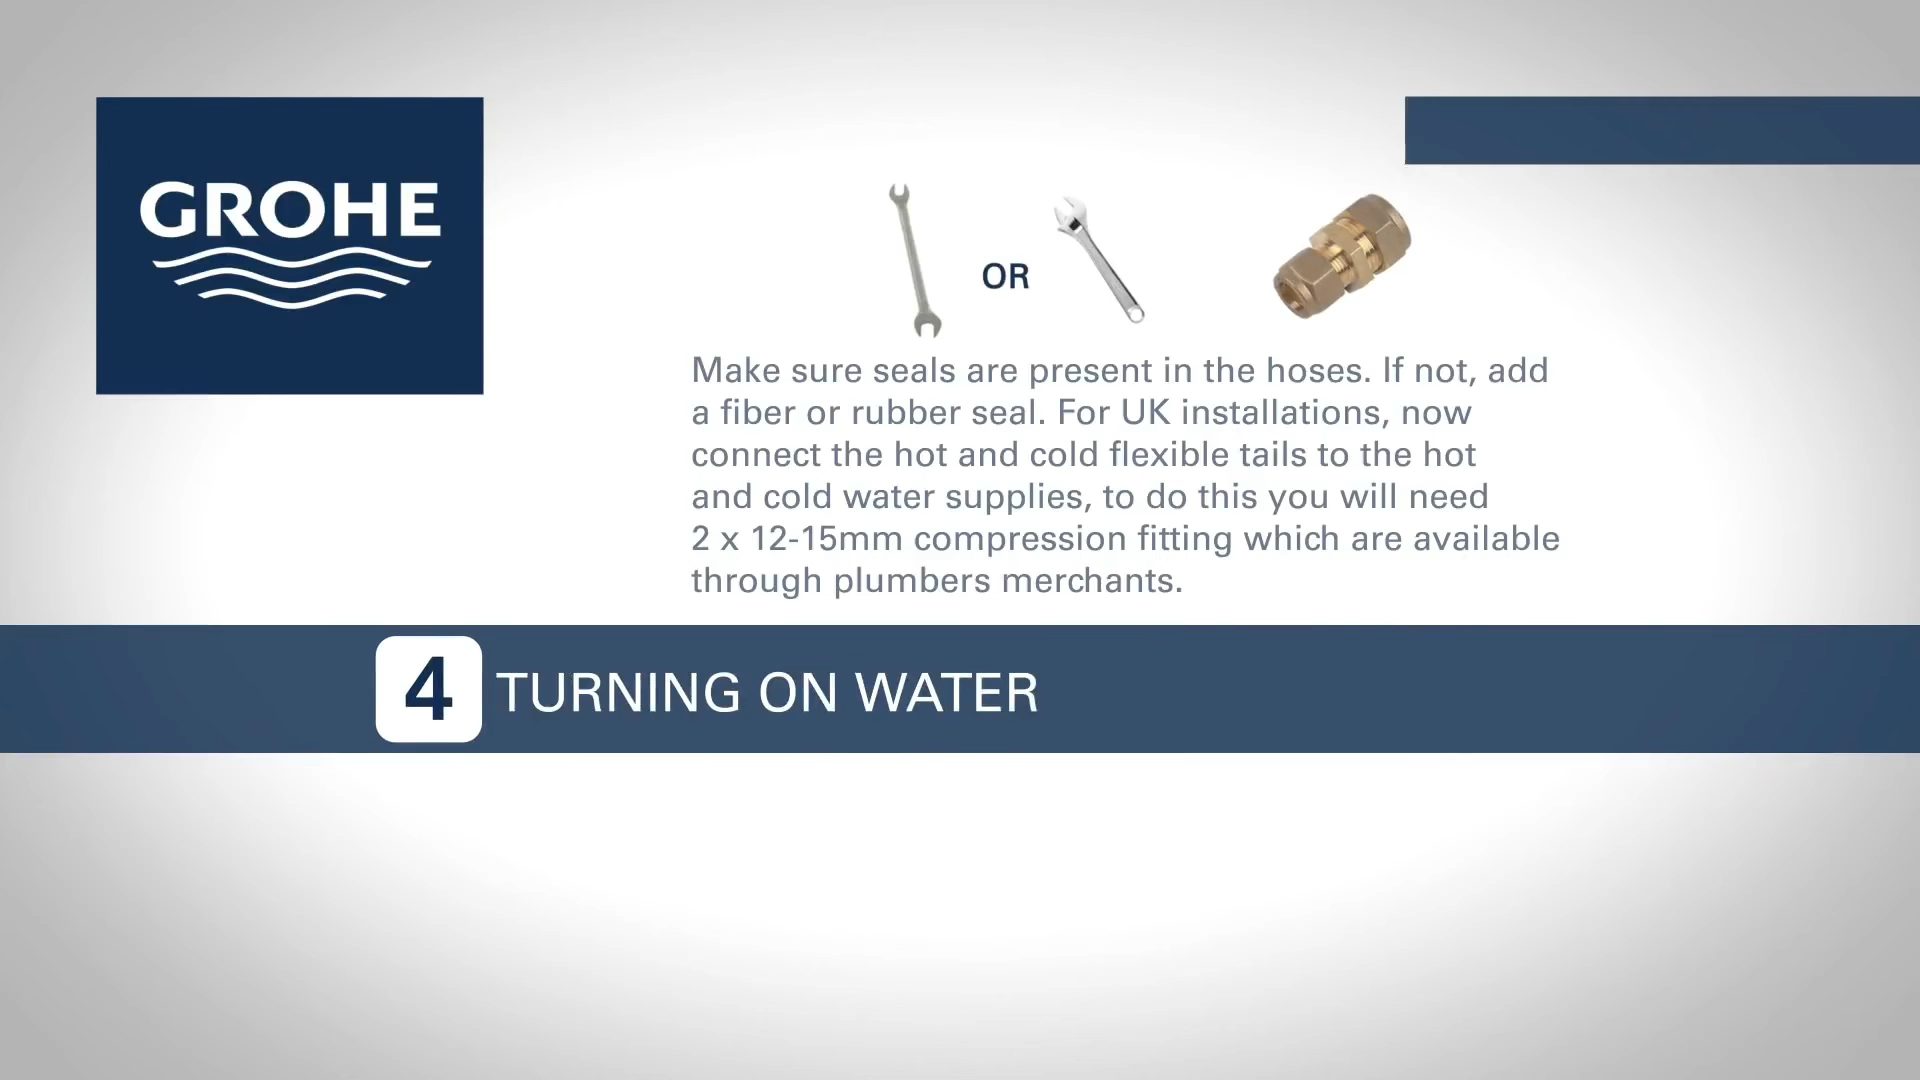 GROHE
OR
Make sure seals are present in the hoses. If not, add
a fiber or rubber seal. For UK installations, now
connect the hot and cold flexible tails to the hot
and cold water supplies, to do this you will need
2 x 12-15mm compression fitting which are available
through plumbers merchants.
4 TURNING ON WATER